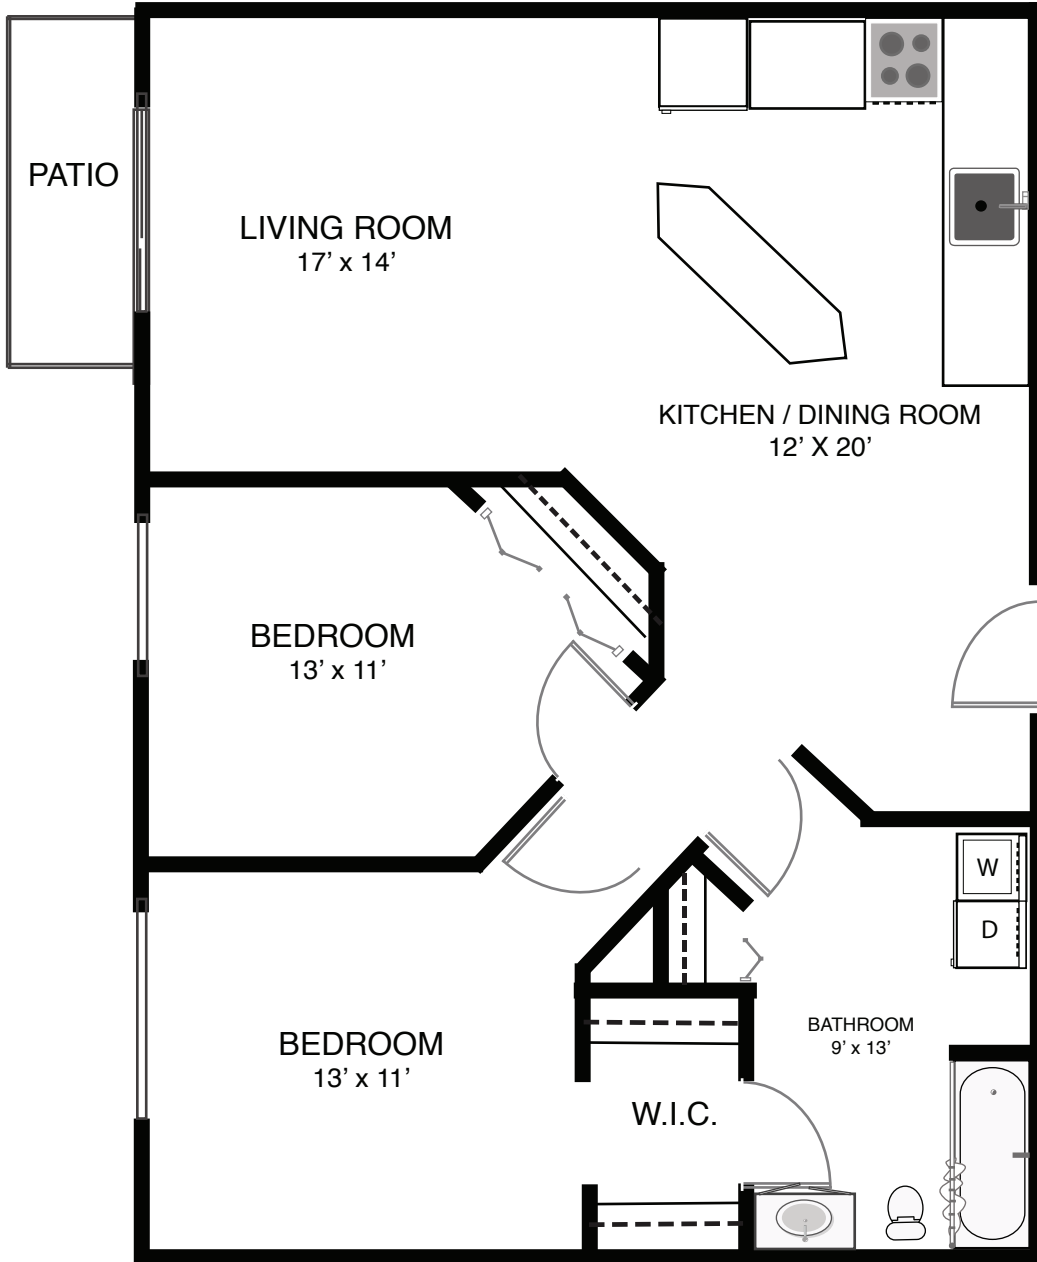 PATIO
LIVING ROOM
17’ x 14’
KITCHEN / DINING ROOM
12’ X 20’
BEDROOM
13’ x 11’
W
D
BEDROOM
13’ x 11’
BATHROOM
9’ x 13’
W.I.C.